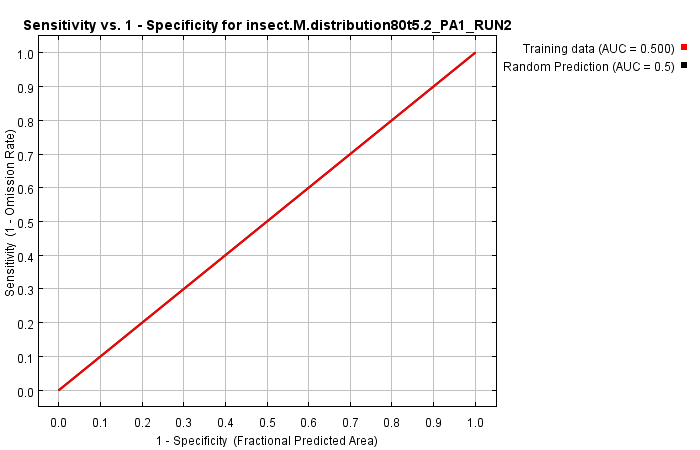 Sensitivity vs. 1 - Specificity for insect.M.distribution80t5.2_PA1_RUN2
Training data (AUC = 0.500)
Random Prediction (AUC = 0.5)
Sensitivity (1 - Omission Rate)
1.0
0.9
0.8
0.7
0.6
0.5
0.4
0.3
0.2
0.1
0.0
0.0 0.1 0.2 0.3 0.4 0.5 0.6 0.7 0.8 0.9 1.0
1 - Specificity (Fractional Predicted Area)